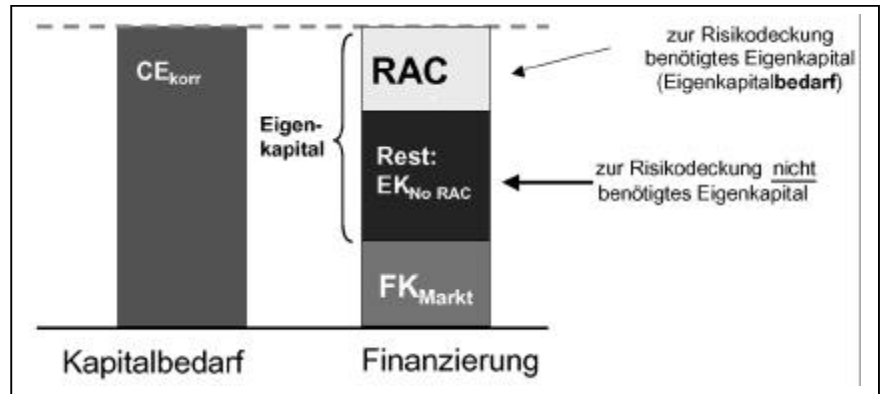 CEkorr
Eigen-
kapital
RAC
Rest:
EKNo RAC
FKMarkt
zur Risikodeckung
benötigtes Eigenkapital
(Eigenkapitalbedarf)
zur Risikodeckung nicht
benötigtes Eigenkapital
Kapitalbedarf
Finanzierung